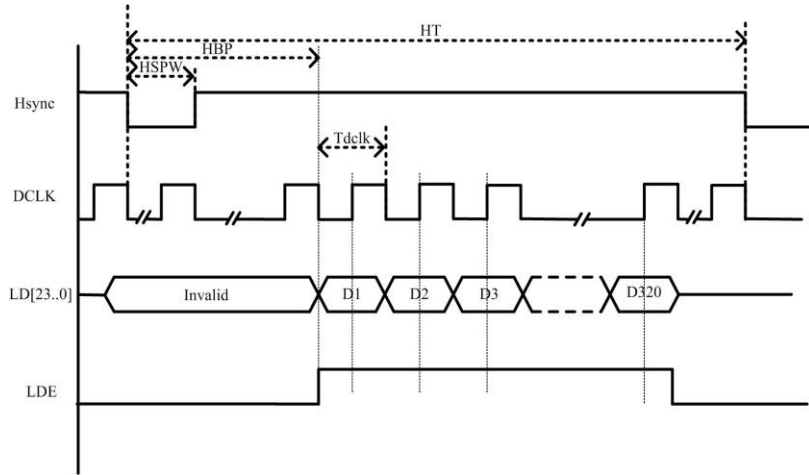 HT
HBP
HSPW
Hsync
Tdclk
DCLK
LD[23..0]
Invalid
D1
D2
D3
D320
LDE